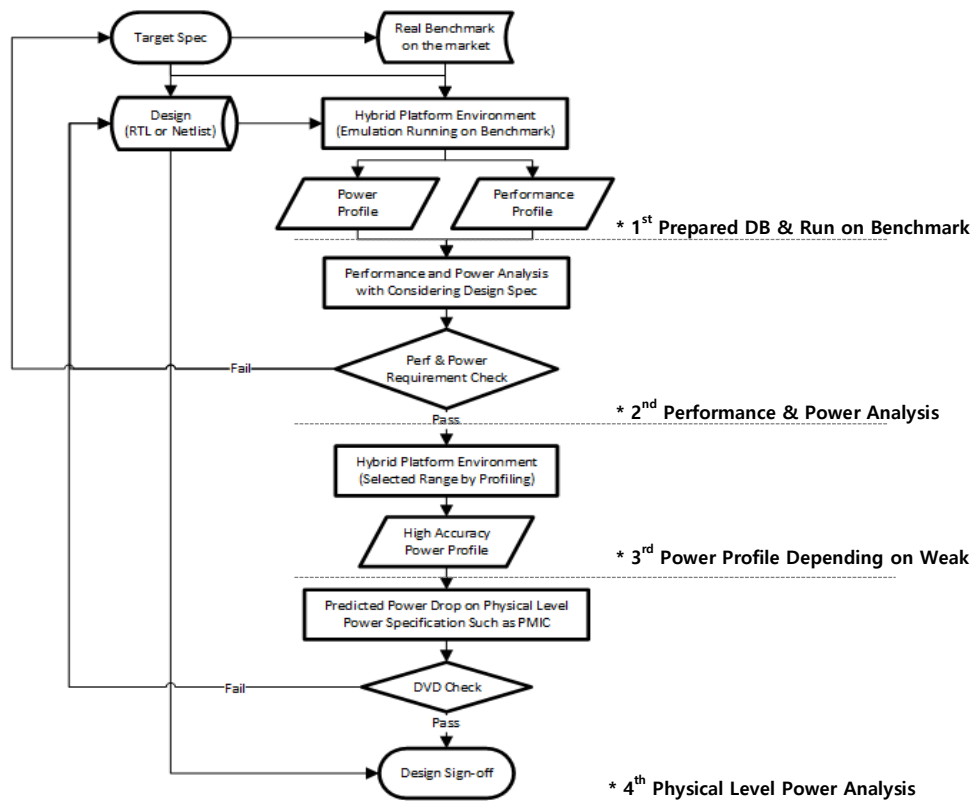 Target Spec
Real Benchmark
on the market
Design
(RTL or Netlist)
Hybrid Platform Environment
(Emulation Running on Benchmark)
Power
Profile
Performance
Profile
* 1st Prepared DB & Run on Benchmark
Performance and Power Analysis
with Considering Design Spec
Perf & Power
Requirement Check
Fail
Pass
* 2nd Performance & Power Analysis
Hybrid Platform Environment
(Selected Range by Profiling)
High Accuracy
Power Profile
* 3rd Power Profile Depending on Weak
Predicted Power Drop on Physical Level
Power Specification Such as PMIC
DVD Check
Fail
Pass
Design Sign-off
* 4th Physical Level Power Analysis